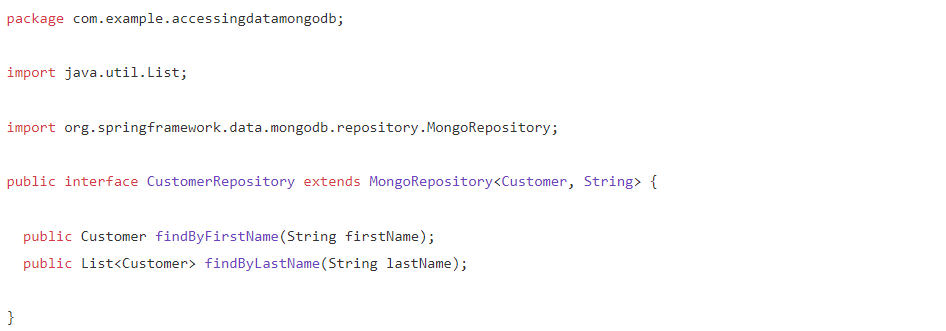 package com.example.accessingdatamongodb;
import java.util.List;
import org.springframework.data.mongodb.repository.MongoRepository;
public interface CustomerRepository extends MongoRepository<Customer, String> {
public Customer findByFirstName(String firstName);
public List<Customer> findByLastName(String lastName);
}